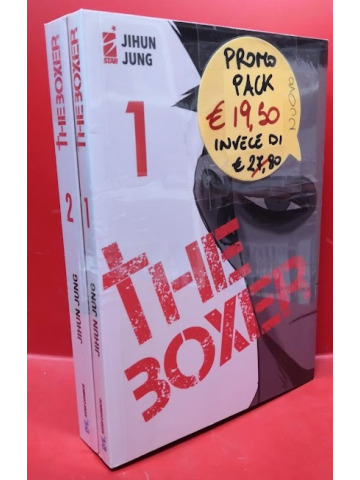 THE BOXER
2
JIHUN JUNG
THE BOXER
1
JIHUN JUNG
STAR
JIHUN
JUNG
1
THE
BOXER
PROMO
PACK
€ 19,50
INVECE DI
€ 27,80
NUOVO